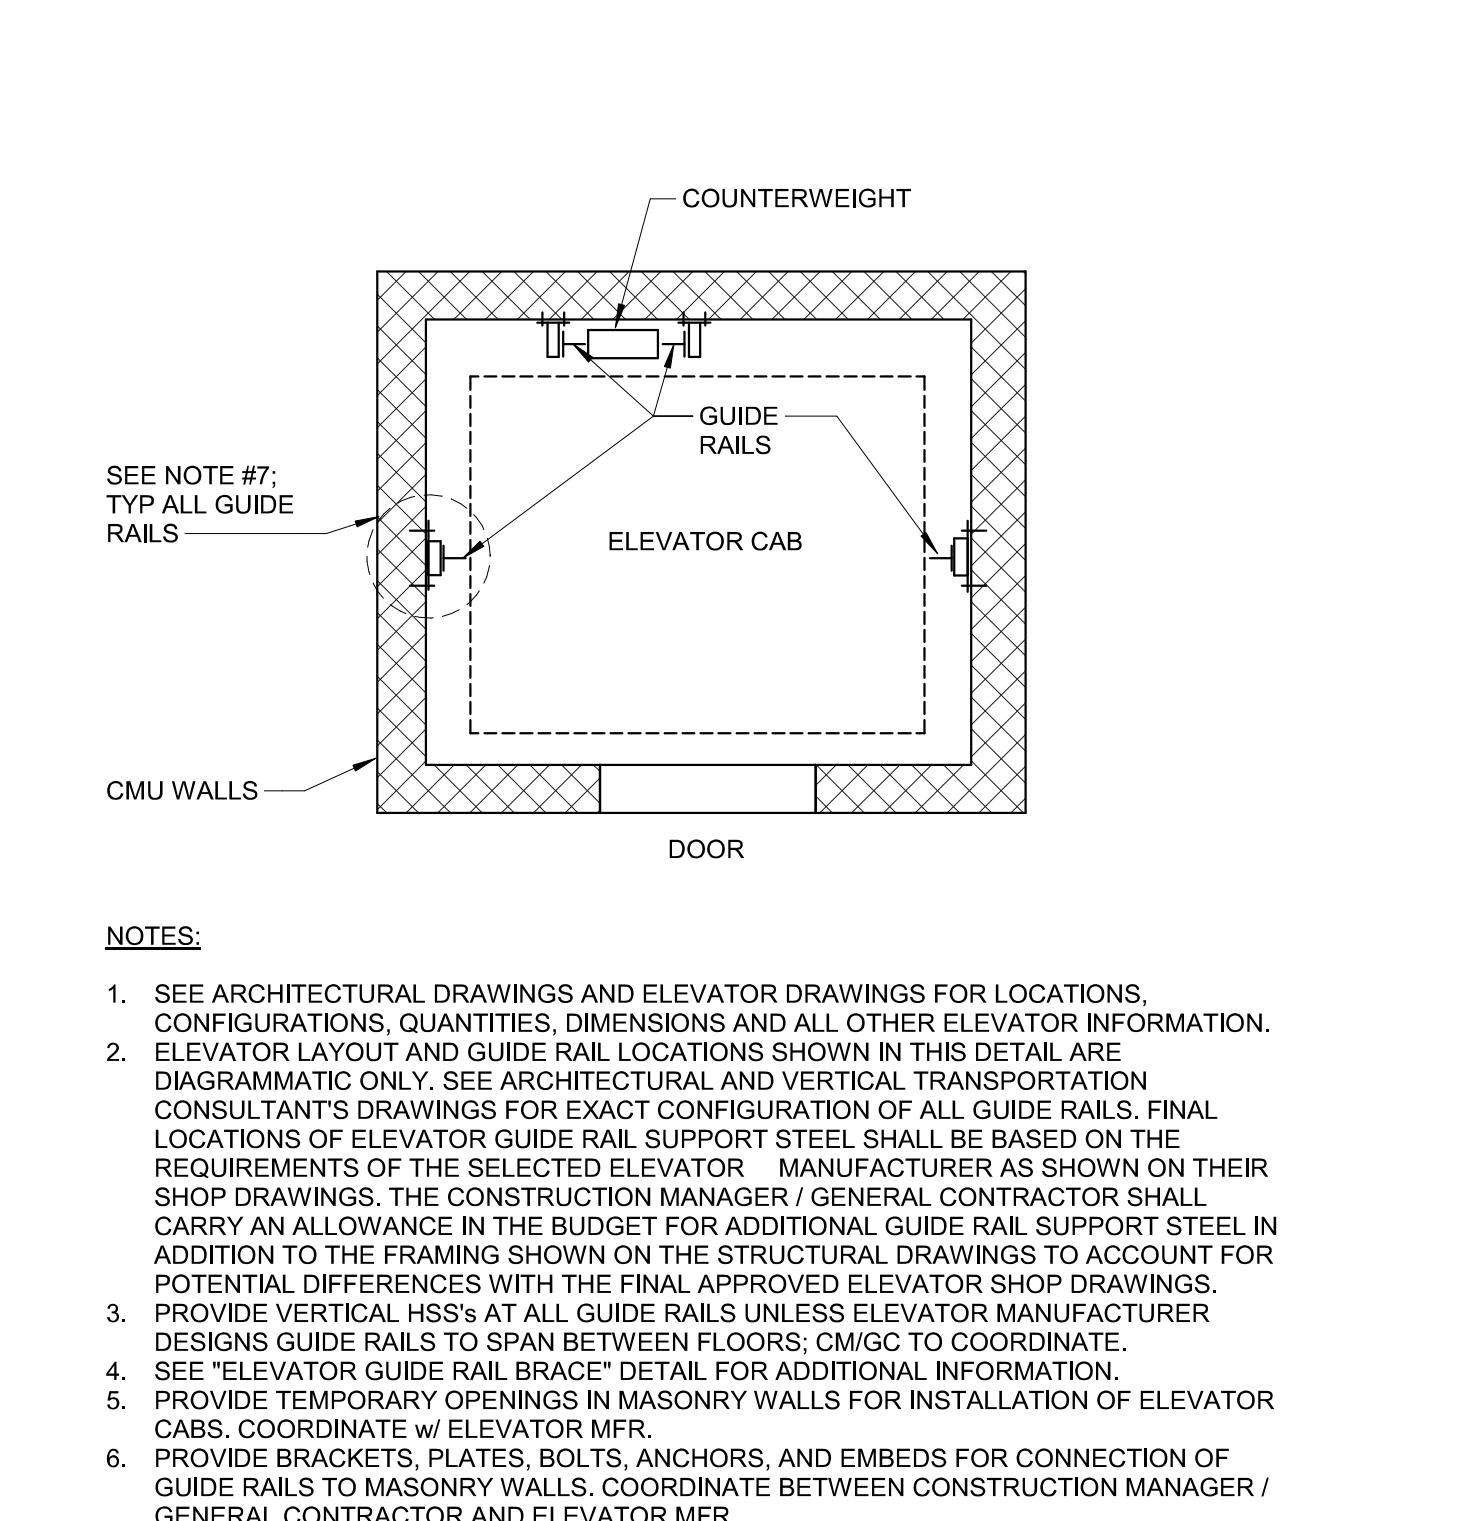 COUNTERWEIGHT
GUIDE
RAILS
SEE NOTE #7;
TYP ALL GUIDE
RAILS
ELEVATOR CAB
CMU WALLS
DOOR
NOTES:
1. SEE ARCHITECTURAL DRAWINGS AND ELEVATOR DRAWINGS FOR LOCATIONS,
CONFIGURATIONS, QUANTITIES, DIMENSIONS AND ALL OTHER ELEVATOR INFORMATION.
2. ELEVATOR LAYOUT AND GUIDE RAIL LOCATIONS SHOWN IN THIS DETAIL ARE
DIAGRAMMATIC ONLY. SEE ARCHITECTURAL AND VERTICAL TRANSPORTATION
CONSULTANT'S DRAWINGS FOR EXACT CONFIGURATION OF ALL GUIDE RAILS. FINAL
LOCATIONS OF ELEVATOR GUIDE RAIL SUPPORT STEEL SHALL BE BASED ON THE
REQUIREMENTS OF THE SELECTED ELEVATOR MANUFACTURER AS SHOWN ON THEIR
SHOP DRAWINGS. THE CONSTRUCTION MANAGER / GENERAL CONTRACTOR SHALL
CARRY AN ALLOWANCE IN THE BUDGET FOR ADDITIONAL GUIDE RAIL SUPPORT STEEL IN
ADDITION TO THE FRAMING SHOWN ON THE STRUCTURAL DRAWINGS TO ACCOUNT FOR
POTENTIAL DIFFERENCES WITH THE FINAL APPROVED ELEVATOR SHOP DRAWINGS.
3. PROVIDE VERTICAL HSS's AT ALL GUIDE RAILS UNLESS ELEVATOR MANUFACTURER
DESIGNS GUIDE RAILS TO SPAN BETWEEN FLOORS; CM/GC TO COORDINATE.
4. SEE "ELEVATOR GUIDE RAIL BRACE" DETAIL FOR ADDITIONAL INFORMATION.
5. PROVIDE TEMPORARY OPENINGS IN MASONRY WALLS FOR INSTALLATION OF ELEVATOR
CABS. COORDINATE w/ ELEVATOR MFR.
6. PROVIDE BRACKETS, PLATES, BOLTS, ANCHORS, AND EMBEDS FOR CONNECTION OF
GUIDE RAILS TO MASONRY WALLS. COORDINATE BETWEEN CONSTRUCTION MANAGER /
GENERAL CONTRACTOR AND ELEVATOR MFR.